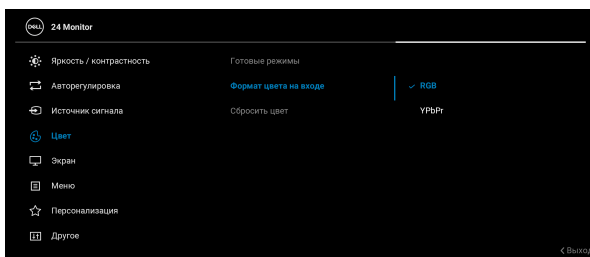 DELL 24 Monitor
Яркость / контрастность Готовые режимы
Авторегулировка Формат цвета на входе RGB
Источник сигнала Сбросить цвет YPbPr
Цвет
Экран
Меню
Персонализация
Другое
Выход